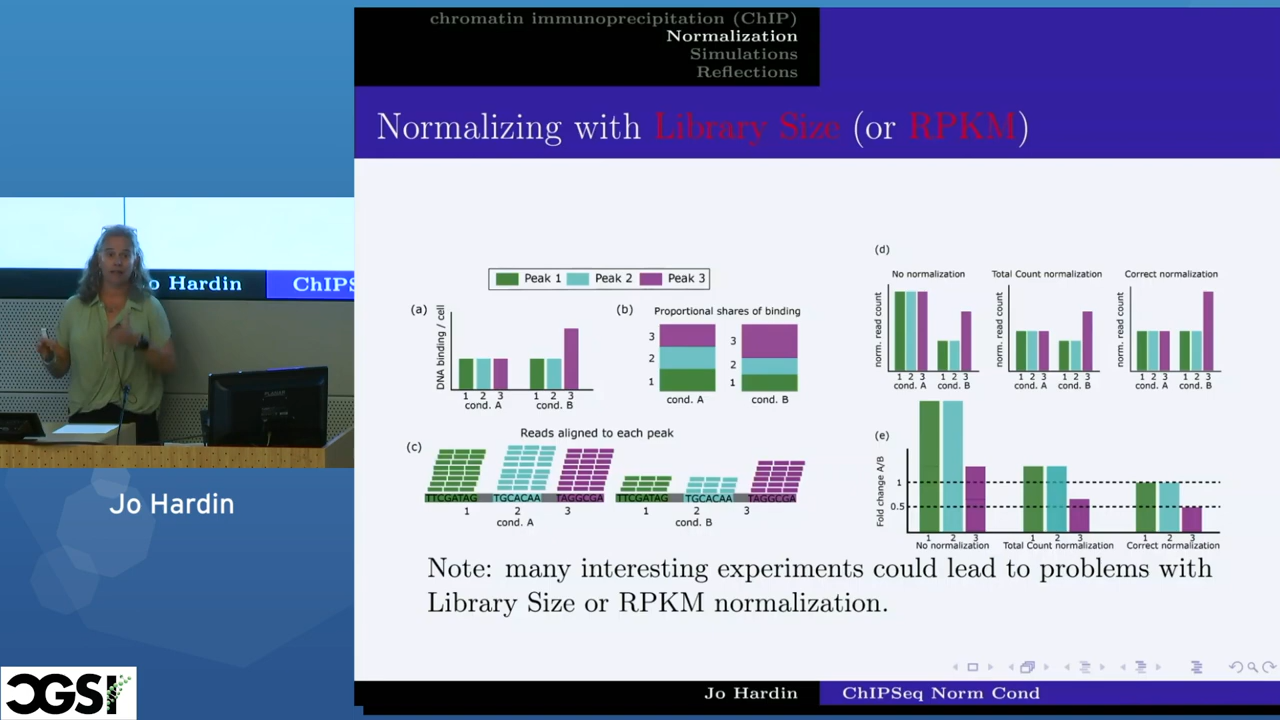 chromatin immunoprecipitation (ChIP)
Normalization
Simulations
Reflections
Normalizing with Library Size (or RPKM)
o Hardin
ChIPS
Jo Hardin
CGSI
Peak 1 Peak 2 Peak 3
(a)
DNA binding / cell
1 2 3 1 2 3
cond. A cond. B
(b)
Proportional shares of binding
3 3
2 2
1 1
cond. A cond. B
(c)
Reads aligned to each peak
TTCGATAG TGCACAA TAGGCGA TTCGATAG TGCACAA TAGGCGA
1 2 3 1 2 3
cond. A cond. B
(d)
No normalization Total Count normalization Correct normalization
norm. read count norm. read count norm. read count
1 2 3 1 2 3 1 2 3 1 2 3 1 2 3 1 2 3
cond. A cond. B cond. A cond. B cond. A cond. B
(e)
Fold change A/B
1
0.5
1 2 3 1 2 3 1 2 3
No normalization Total Count normalization Correct normalization
Note: many interesting experiments could lead to problems with
Library Size or RPKM normalization.
Jo Hardin ChIPSeq Norm Cond